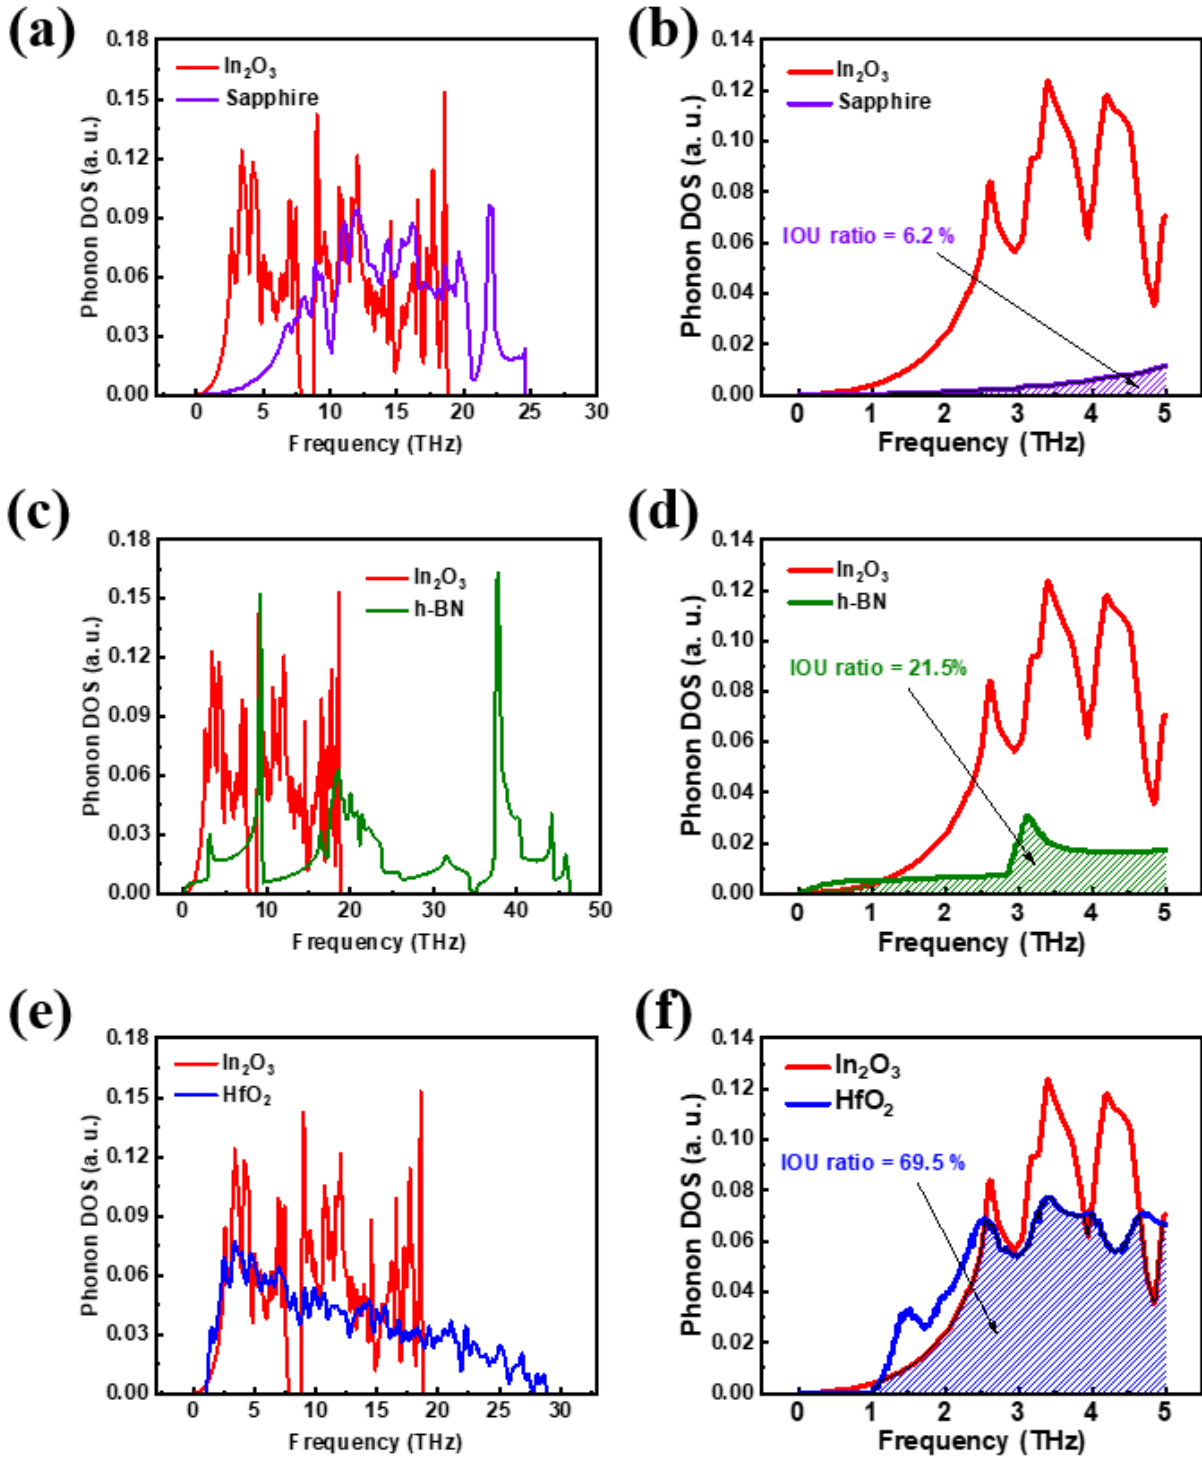 (a)
0.18
0.15
0.12
0.09
0.06
0.03
0.00
Phonon DOS (a. u.)
In₂O₃
Sapphire
0 5 10 15 20 25 30
Frequency (THz)
(b)
0.14
0.12
0.10
0.08
0.06
0.04
0.02
0.00
Phonon DOS (a. u.)
In₂O₃
Sapphire
IOU ratio = 6.2 %
0 1 2 3 4 5
Frequency (THz)
(c)
0.18
0.15
0.12
0.09
0.06
0.03
0.00
Phonon DOS (a. u.)
In₂O₃
h-BN
0 10 20 30 40 50
Frequency (THz)
(d)
0.14
0.12
0.10
0.08
0.06
0.04
0.02
0.00
Phonon DOS (a. u.)
In₂O₃
h-BN
IOU ratio = 21.5%
0 1 2 3 4 5
Frequency (THz)
(e)
0.18
0.15
0.12
0.09
0.06
0.03
0.00
Phonon DOS (a. u.)
In₂O₃
HfO₂
0 5 10 15 20 25 30
Frequency (THz)
(f)
0.14
0.12
0.10
0.08
0.06
0.04
0.02
0.00
Phonon DOS (a. u.)
In₂O₃
HfO₂
IOU ratio = 69.5 %
0 1 2 3 4 5
Frequency (THz)